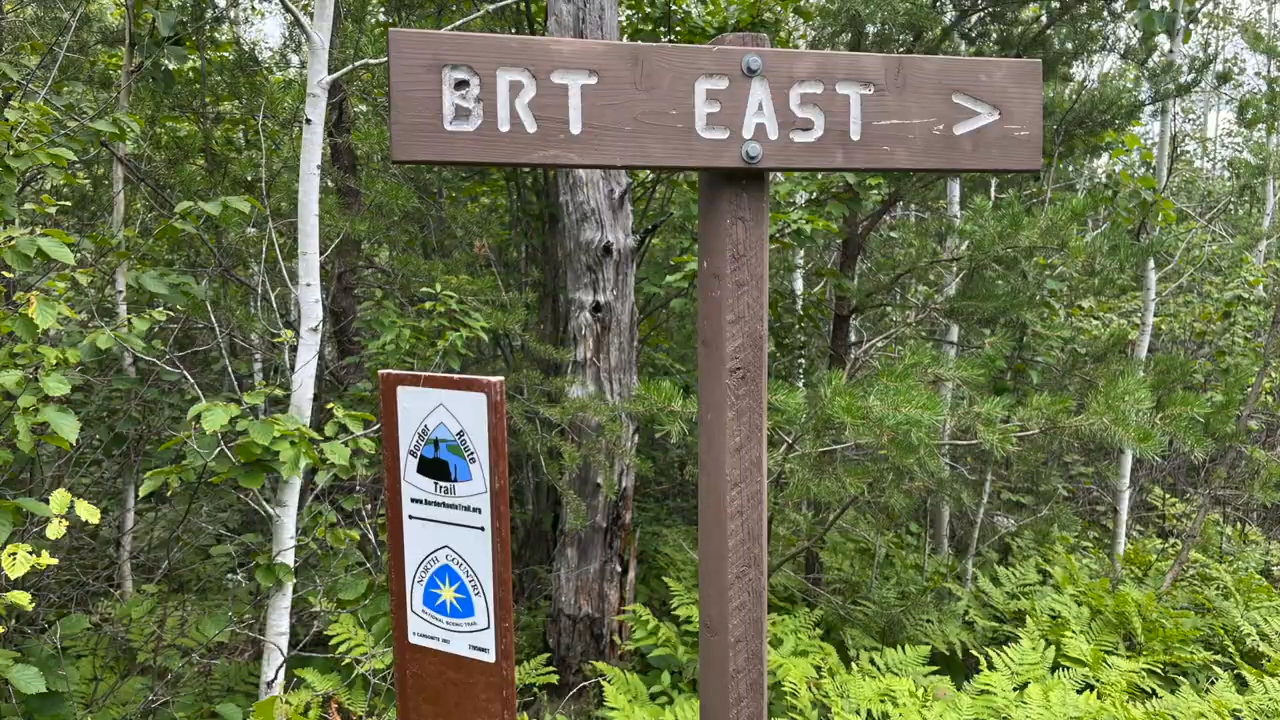 BRT EAST >
Border Route
Trail
www.BorderRouteTrail.org
NORTH COUNTRY
NATIONAL SCENIC TRAIL